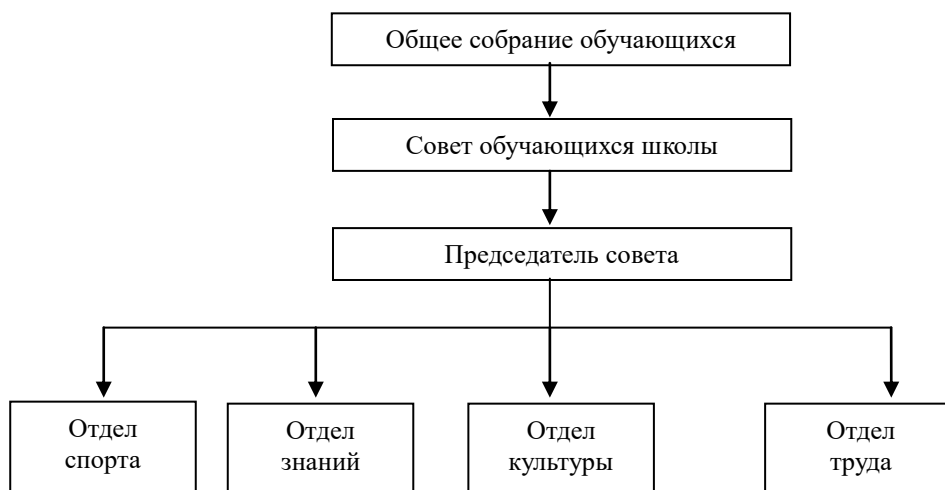 Общее собрание обучающихся
Совет обучающихся школы
Председатель совета
Отдел
спорта
Отдел
знаний
Отдел
культуры
Отдел
труда